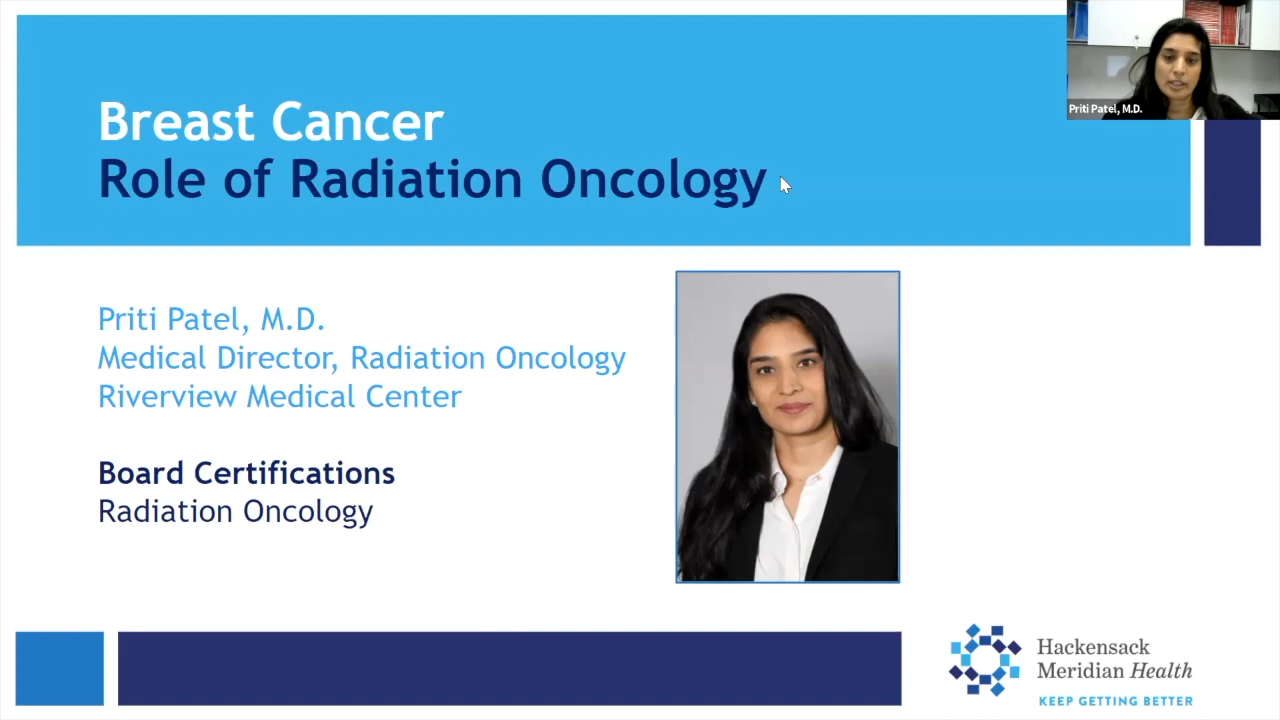 Breast Cancer
Role of Radiation Oncology
Priti Patel, M.D.
Priti Patel, M.D.
Medical Director, Radiation Oncology
Riverview Medical Center
Board Certifications
Radiation Oncology
Hackensack
Meridian Health
KEEP GETTING BETTER